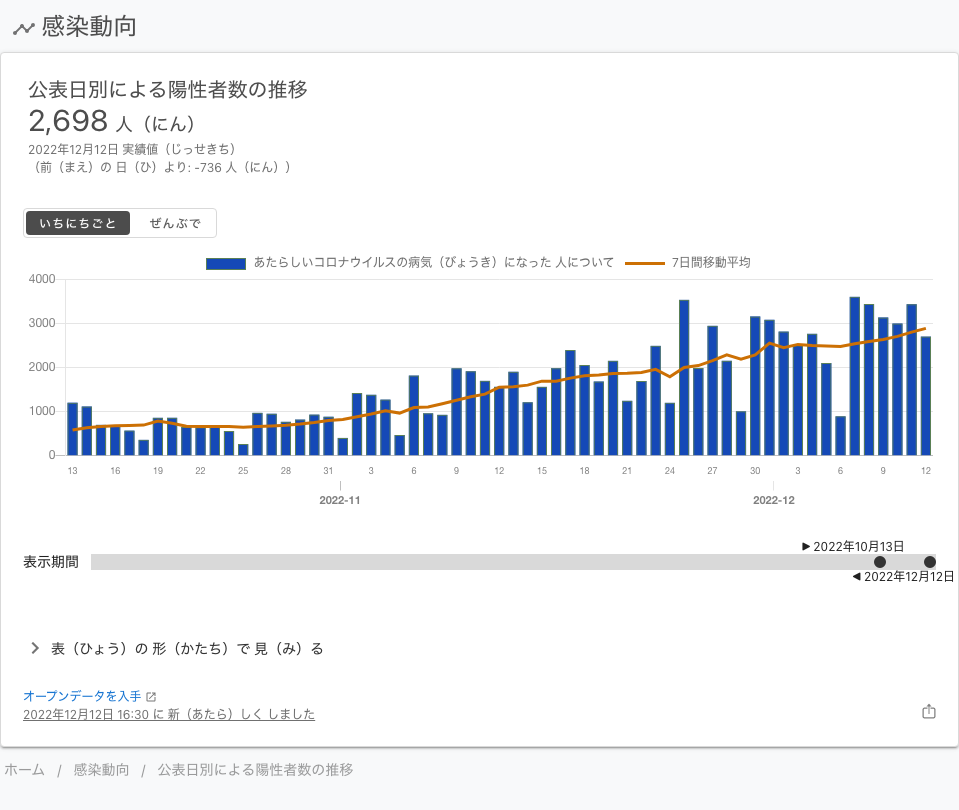 感染動向
公表日別による陽性者数の推移
2,698 人（にん）
2022年12月12日 実績値（じっせきち）
（前（まえ）の 日（ひ）より: -736 人（にん））
いちにちごと ぜんぶで
あたらしいコロナウイルスの病気（びょうき）になった 人について 7日間移動平均
4000
3000
2000
1000
0
13 16 19 22 25 28 31 3 6 9 12 15 18 21 24 27 30 3 6 9 12
2022-11 2022-12
▶ 2022年10月13日
表示期間
◀ 2022年12月12日
表（ひょう）の 形（かたち）で 見（み）る
オープンデータを入手
2022年12月12日 16:30 に 新（あたら）しく しました
ホーム / 感染動向 / 公表日別による陽性者数の推移